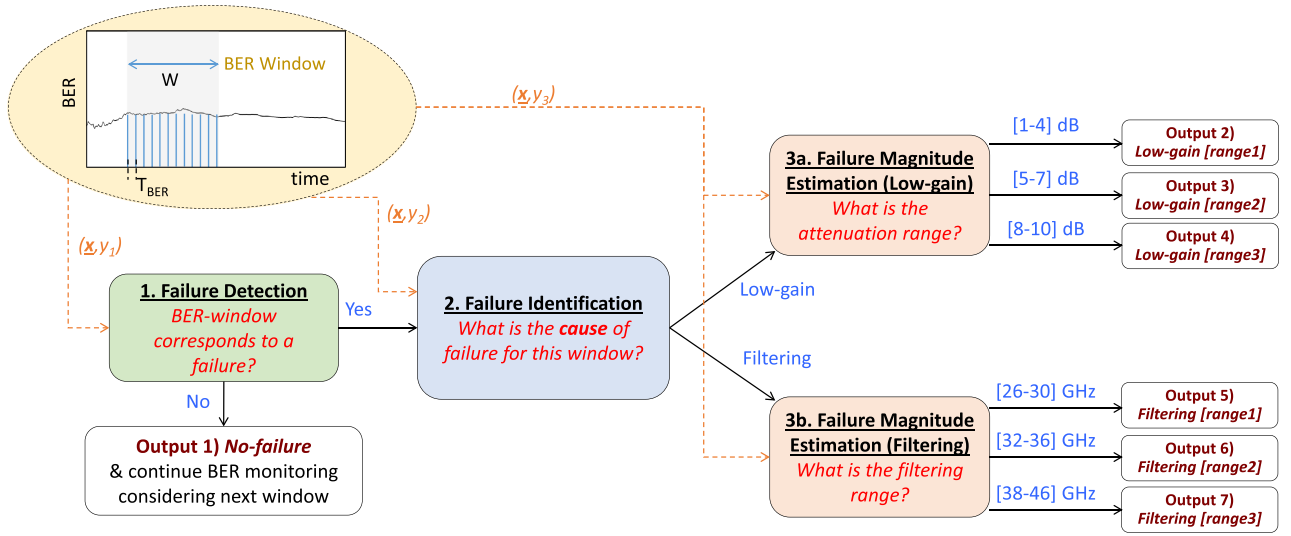 BER
W
BER Window
T_BER
time
(x,y1)
(x,y2)
(x,y3)
1. Failure Detection
BER-window
corresponds to a
failure?
Yes
No
Output 1) No-failure
& continue BER monitoring
considering next window
2. Failure Identification
What is the cause of
failure for this window?
Low-gain
Filtering
3a. Failure Magnitude
Estimation (Low-gain)
What is the
attenuation range?
[1-4] dB
[5-7] dB
[8-10] dB
Output 2)
Low-gain [range1]
Output 3)
Low-gain [range2]
Output 4)
Low-gain [range3]
3b. Failure Magnitude
Estimation (Filtering)
What is the filtering
range?
[26-30] GHz
[32-36] GHz
[38-46] GHz
Output 5)
Filtering [range1]
Output 6)
Filtering [range2]
Output 7)
Filtering [range3]